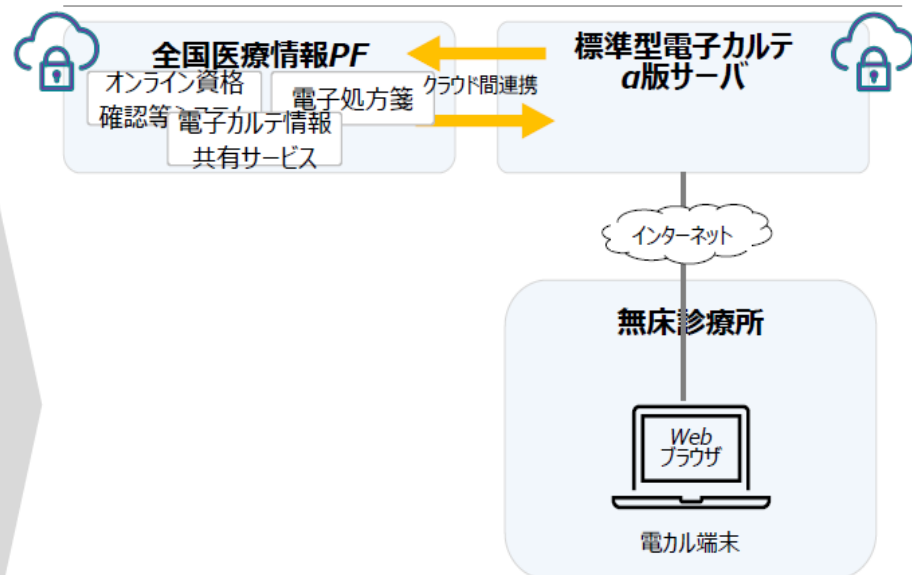 全国医療情報PF
オンライン資格
確認等システム
電子処方箋
電子カルテ情報
共有サービス
クラウド間連携
標準型電子カルテ
α版サーバ
インターネット
無床診療所
Web
ブラウザ
電カル端末